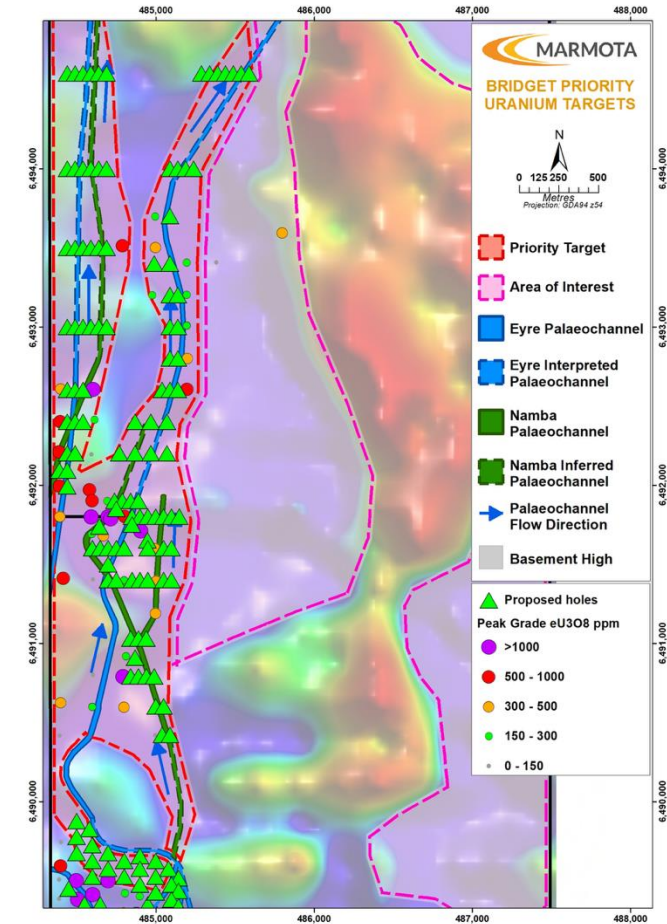 485,000 486,000 487,000 488,000
MARMOTA
BRIDGET PRIORITY
URANIUM TARGETS
N
0 125 250 500
Metres
Projection: GDA94 z54
Priority Target
Area of Interest
Eyre Palaeochannel
Eyre Interpreted
Palaeochannel
Namba
Palaeochannel
Namba Inferred
Palaeochannel
Palaeochannel
Flow Direction
Basement High
Proposed holes
Peak Grade eU3O8 ppm
>1000
500 - 1000
300 - 500
150 - 300
0 - 150
6,494,000
6,493,000
6,492,000
6,491,000
6,490,000
6,494,000
6,493,000
6,492,000
6,491,000
6,490,000
485,000 486,000 487,000 488,000